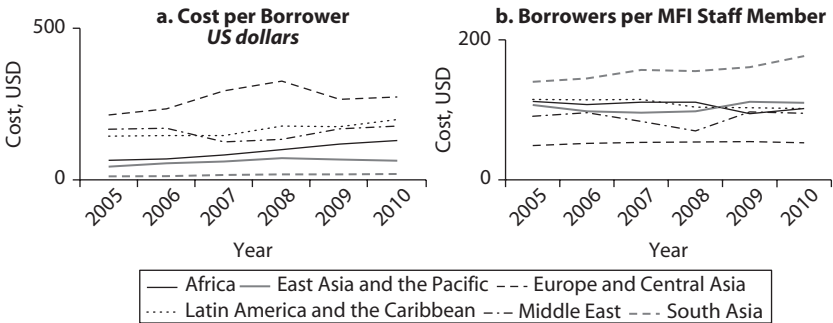 a. Cost per Borrower
US dollars
500
0
Cost, USD
2005 2006 2007 2008 2009 2010
Year
b. Borrowers per MFI Staff Member
200
0
Cost, USD
2005 2006 2007 2008 2009 2010
Year
Africa East Asia and the Pacific Europe and Central Asia
Latin America and the Caribbean Middle East South Asia